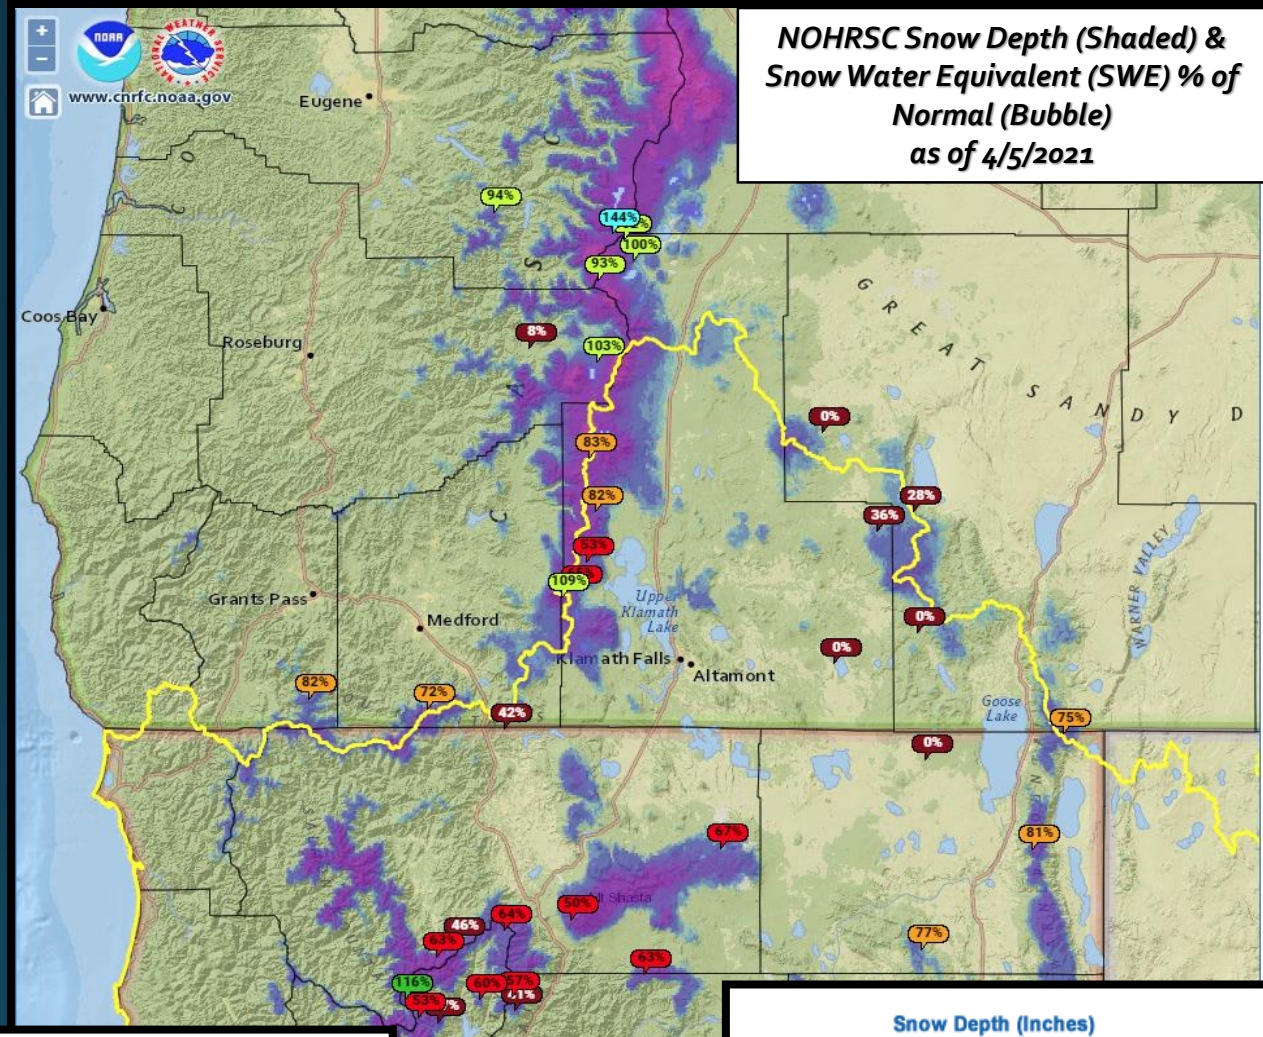 +
NOAA
NATIONAL WEATHER SERVICE
−
www.cnrfc.noaa.gov
NOHRSC Snow Depth (Shaded) &
Snow Water Equivalent (SWE) % of
Normal (Bubble)
as of 4/5/2021
Eugene
94%
144%
100%
93%
C
O
C
S
A
C
GREAT SANDY D
Coos Bay
8%
Roseburg
103%
0%
83%
82%
28%
36%
53%
109%
Grants Pass
Upper
Klamath
Lake
WARNER VALLEY
Medford
0%
0%
Klamath Falls
Altamont
82%
72%
42%
Goose
Lake
75%
0%
67%
81%
50%
Mt Shasta
64%
46%
63%
77%
63%
116%
60%
57%
53%
41%
Snow Depth (Inches)